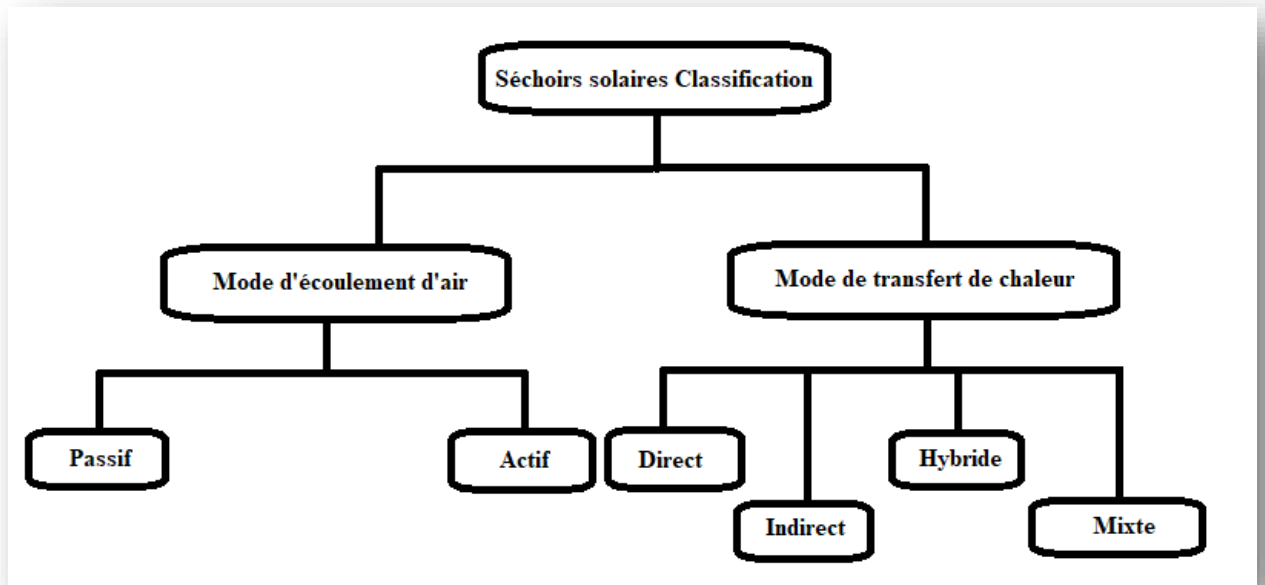 Séchoirs solaires Classification
Mode d'écoulement d'air
Mode de transfert de chaleur
Passif
Actif
Direct
Hybride
Indirect
Mixte